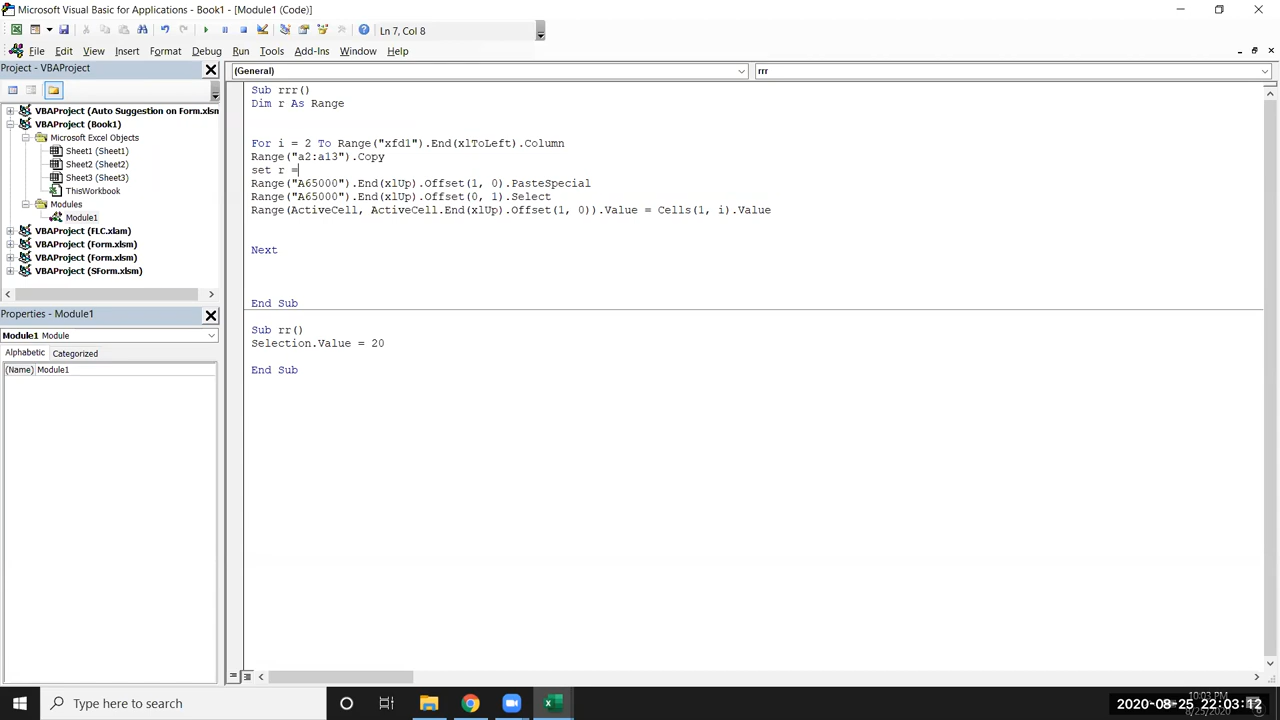 Microsoft Visual Basic for Applications - Book1 - [Module1 (Code)]
Ln 7, Col 8
File Edit View Insert Format Debug Run Tools Add-Ins Window Help
Project - VBAProject
(General) rrr
VBAProject (Auto Suggestion on Form.xlsm
VBAProject (Book1)
Microsoft Excel Objects
Sheet1 (Sheet1)
Sheet2 (Sheet2)
Sheet3 (Sheet3)
ThisWorkbook
Modules
Module1
VBAProject (FLC.xlam)
VBAProject (Form.xlsm)
VBAProject (Form.xlsm)
VBAProject (SForm.xlsm)
Properties - Module1
Module1 Module
Alphabetic Categorized
(Name) Module1
Sub rrr()
Dim r As Range
For i = 2 To Range("xfd1").End(xlToLeft).Column
Range("a2:a13").Copy
set r =
Range("A65000").End(xlUp).Offset(1, 0).PasteSpecial
Range("A65000").End(xlUp).Offset(0, 1).Select
Range(ActiveCell, ActiveCell.End(xlUp).Offset(1, 0)).Value = Cells(1, i).Value
Next
End Sub
Sub rr()
Selection.Value = 20
End Sub
Type here to search
10:03 PM
8/25/2020
2020-08-25 22:03:12